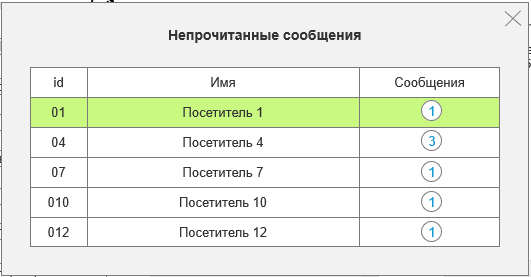 Непрочитанные сообщения
id Имя Сообщения
01 Посетитель 1 1
04 Посетитель 4 3
07 Посетитель 7 1
010 Посетитель 10 1
012 Посетитель 12 1